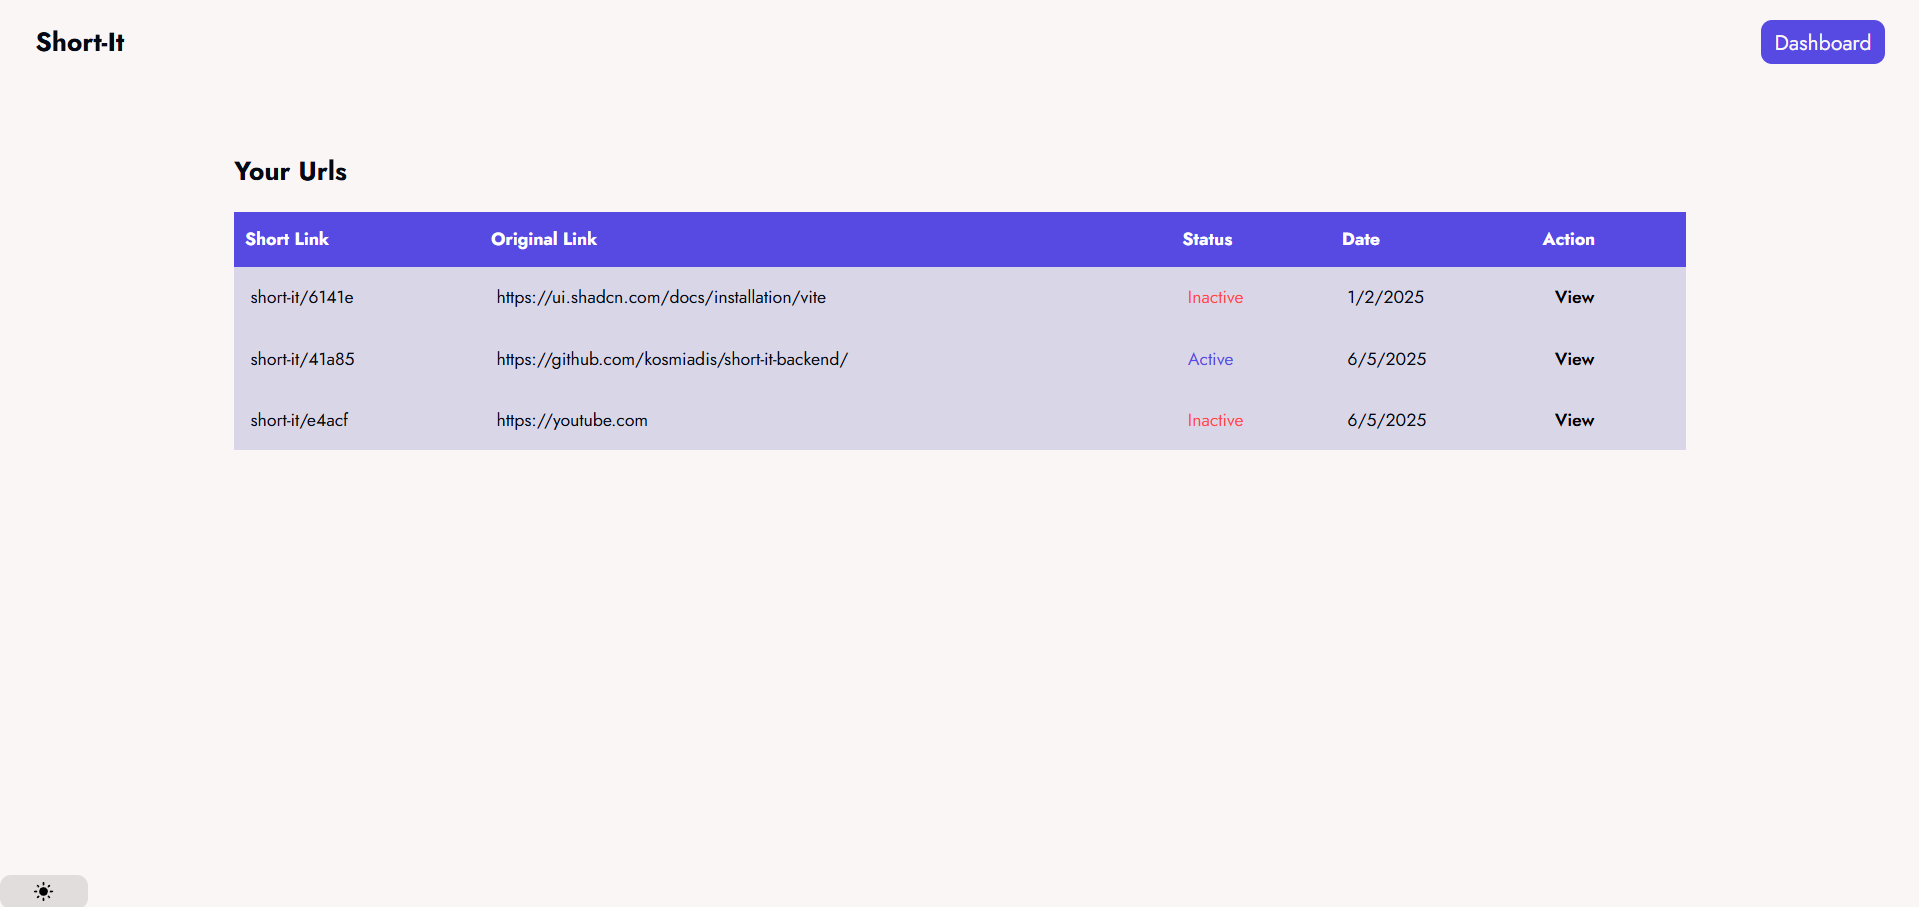 Short-It
Dashboard
Your Urls
Short Link Original Link Status Date Action
short-it/6141e https://ui.shadcn.com/docs/installation/vite Inactive 1/2/2025 View
short-it/41a85 https://github.com/kosmiadis/short-it-backend/ Active 6/5/2025 View
short-it/e4acf https://youtube.com Inactive 6/5/2025 View